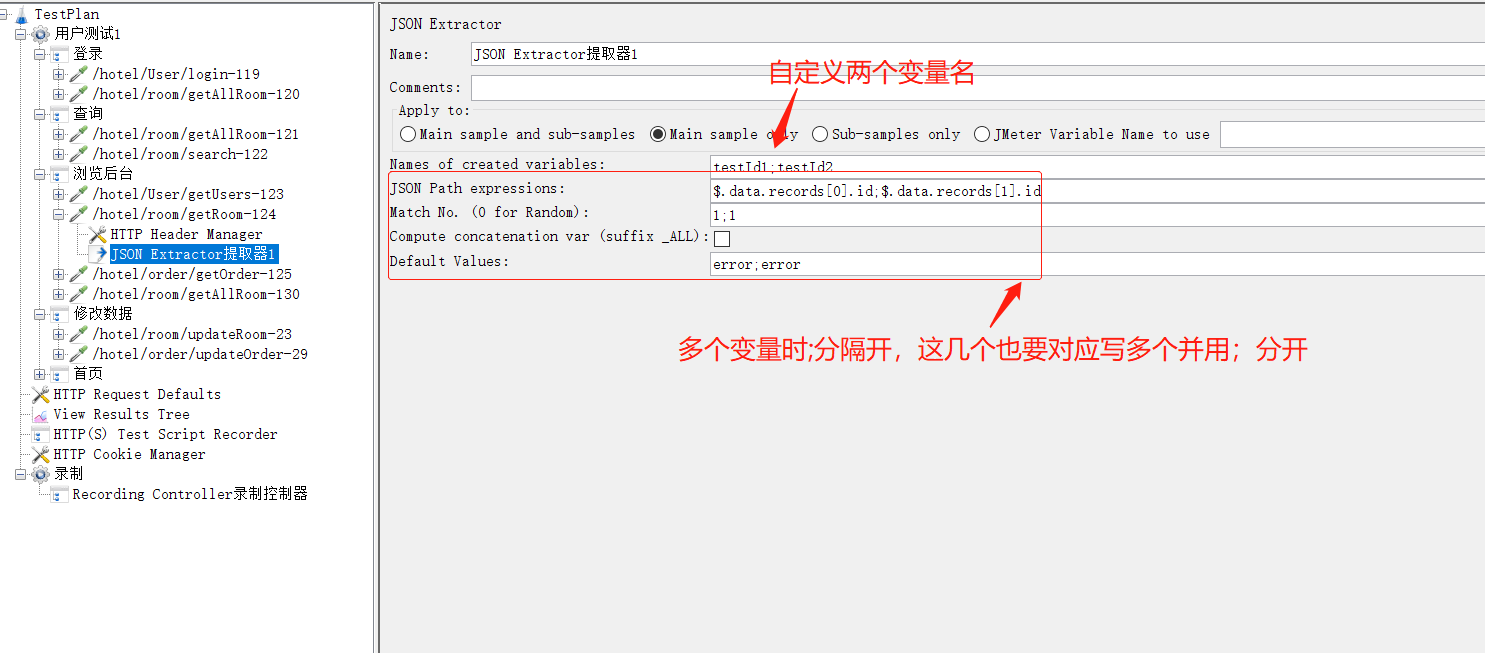 TestPlan
用户测试1
登录
/hotel/User/login-119
/hotel/room/getAllRoom-120
查询
/hotel/room/getAllRoom-121
/hotel/room/search-122
浏览后台
/hotel/User/getUsers-123
/hotel/room/getRoom-124
HTTP Header Manager
JSON Extractor提取器1
/hotel/order/getOrder-125
/hotel/room/getAllRoom-130
修改数据
/hotel/room/updateRoom-23
/hotel/order/updateOrder-29
首页
HTTP Request Defaults
View Results Tree
HTTP(S) Test Script Recorder
HTTP Cookie Manager
录制
Recording Controller录制控制器
JSON Extractor
Name: JSON Extractor提取器1
自定义两个变量名
Comments:
Apply to:
Main sample and sub-samples Main sample only Sub-samples only JMeter Variable Name to use
Names of created variables: testId1;testId2
JSON Path expressions: $.data.records[0].id;$.data.records[1].id
Match No. (0 for Random): 1;1
Compute concatenation var (suffix _ALL):
Default Values: error;error
多个变量时;分隔开，这几个也要对应写多个并用；分开